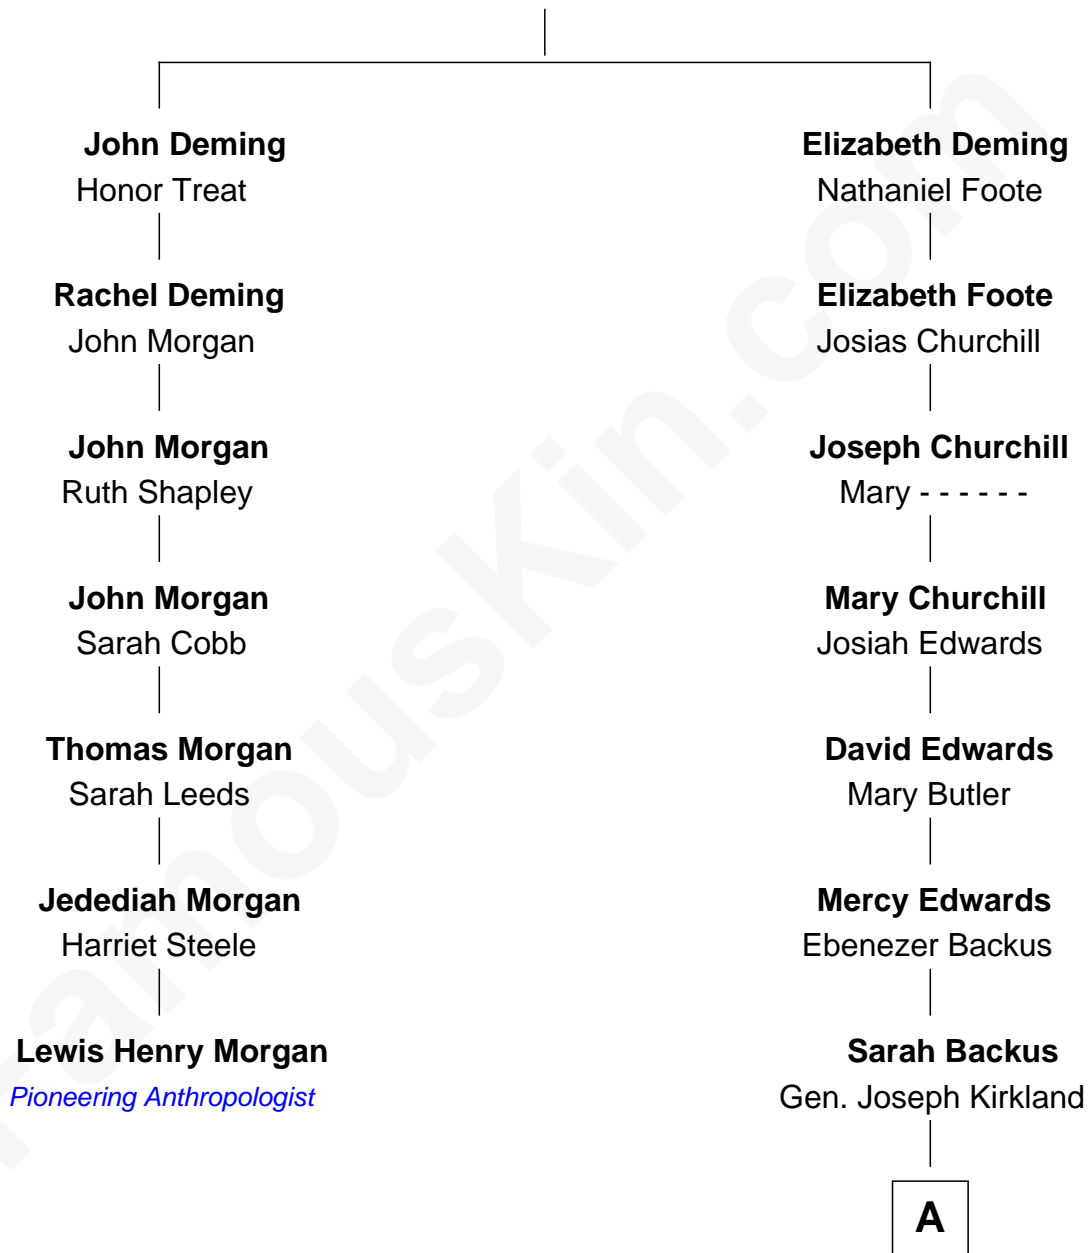 John Deming
Honor Treat
Rachel Deming
John Morgan
John Morgan
Ruth Shapley
John Morgan
Sarah Cobb
Thomas Morgan
Sarah Leeds
Jedediah Morgan
Harriet Steele
Lewis Henry Morgan
Pioneering Anthropologist
Elizabeth Deming
Nathaniel Foote
Elizabeth Foote
Josias Churchill
Joseph Churchill
Mary - - - - - -
Mary Churchill
Josiah Edwards
David Edwards
Mary Butler
Mercy Edwards
Ebenezer Backus
Sarah Backus
Gen. Joseph Kirkland
A
FamousKin.com